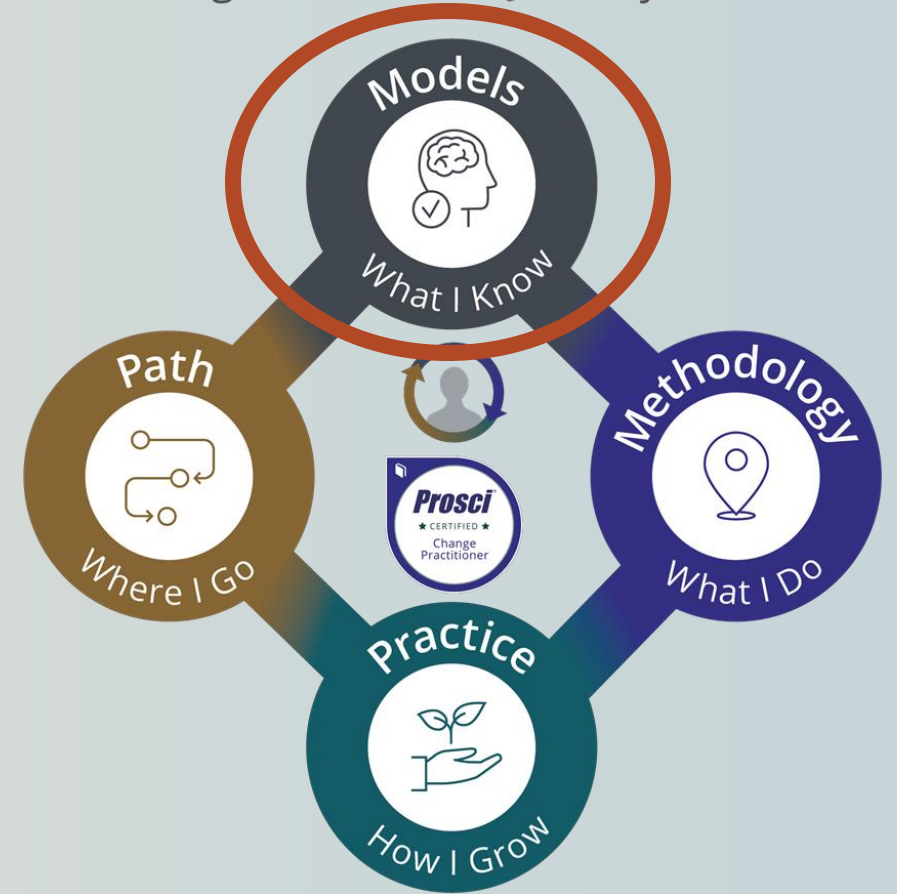 Models
What I Know
Path
Where I Go
Methodology
What I Do
Prosci
★ CERTIFIED ★
Change
Practitioner
Practice
How I Grow